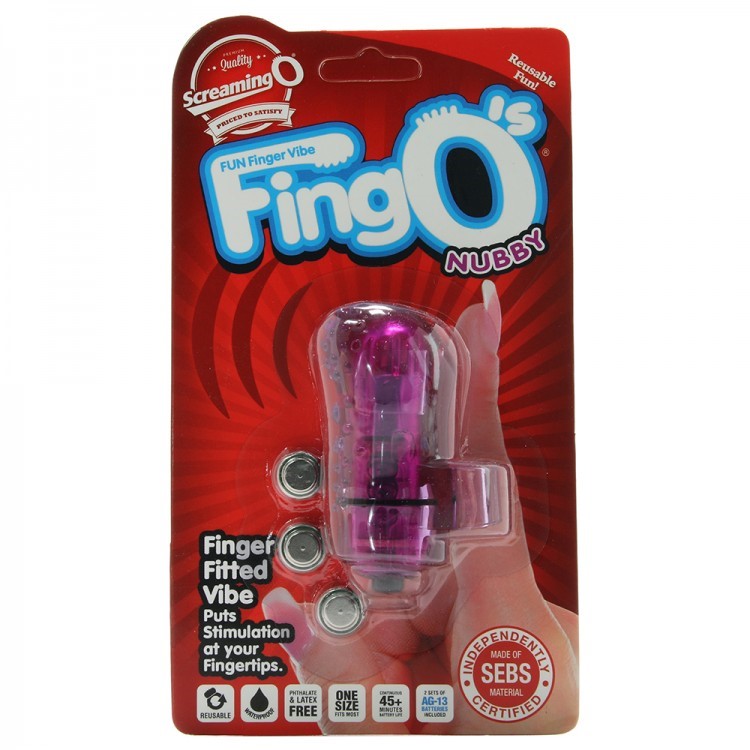 PREMIUM
Quality
ScreamingO
PRICED TO SATISFY
Reusable
Fun!
FUN Finger Vibe
FingO's
®
NUBBY
Finger
Fitted
Vibe
Puts
Stimulation
at your
Fingertips.
INDEPENDENTLY
MADE OF
SEBS
MATERIAL
CERTIFIED
REUSABLE
WATERPROOF
PHTHALATE
& LATEX
FREE
ONE
SIZE
FITS MOST
CONTINUOUS
45+
MINUTES
BATTERY LIFE
2 SETS OF
AG-13
BATTERIES
INCLUDED